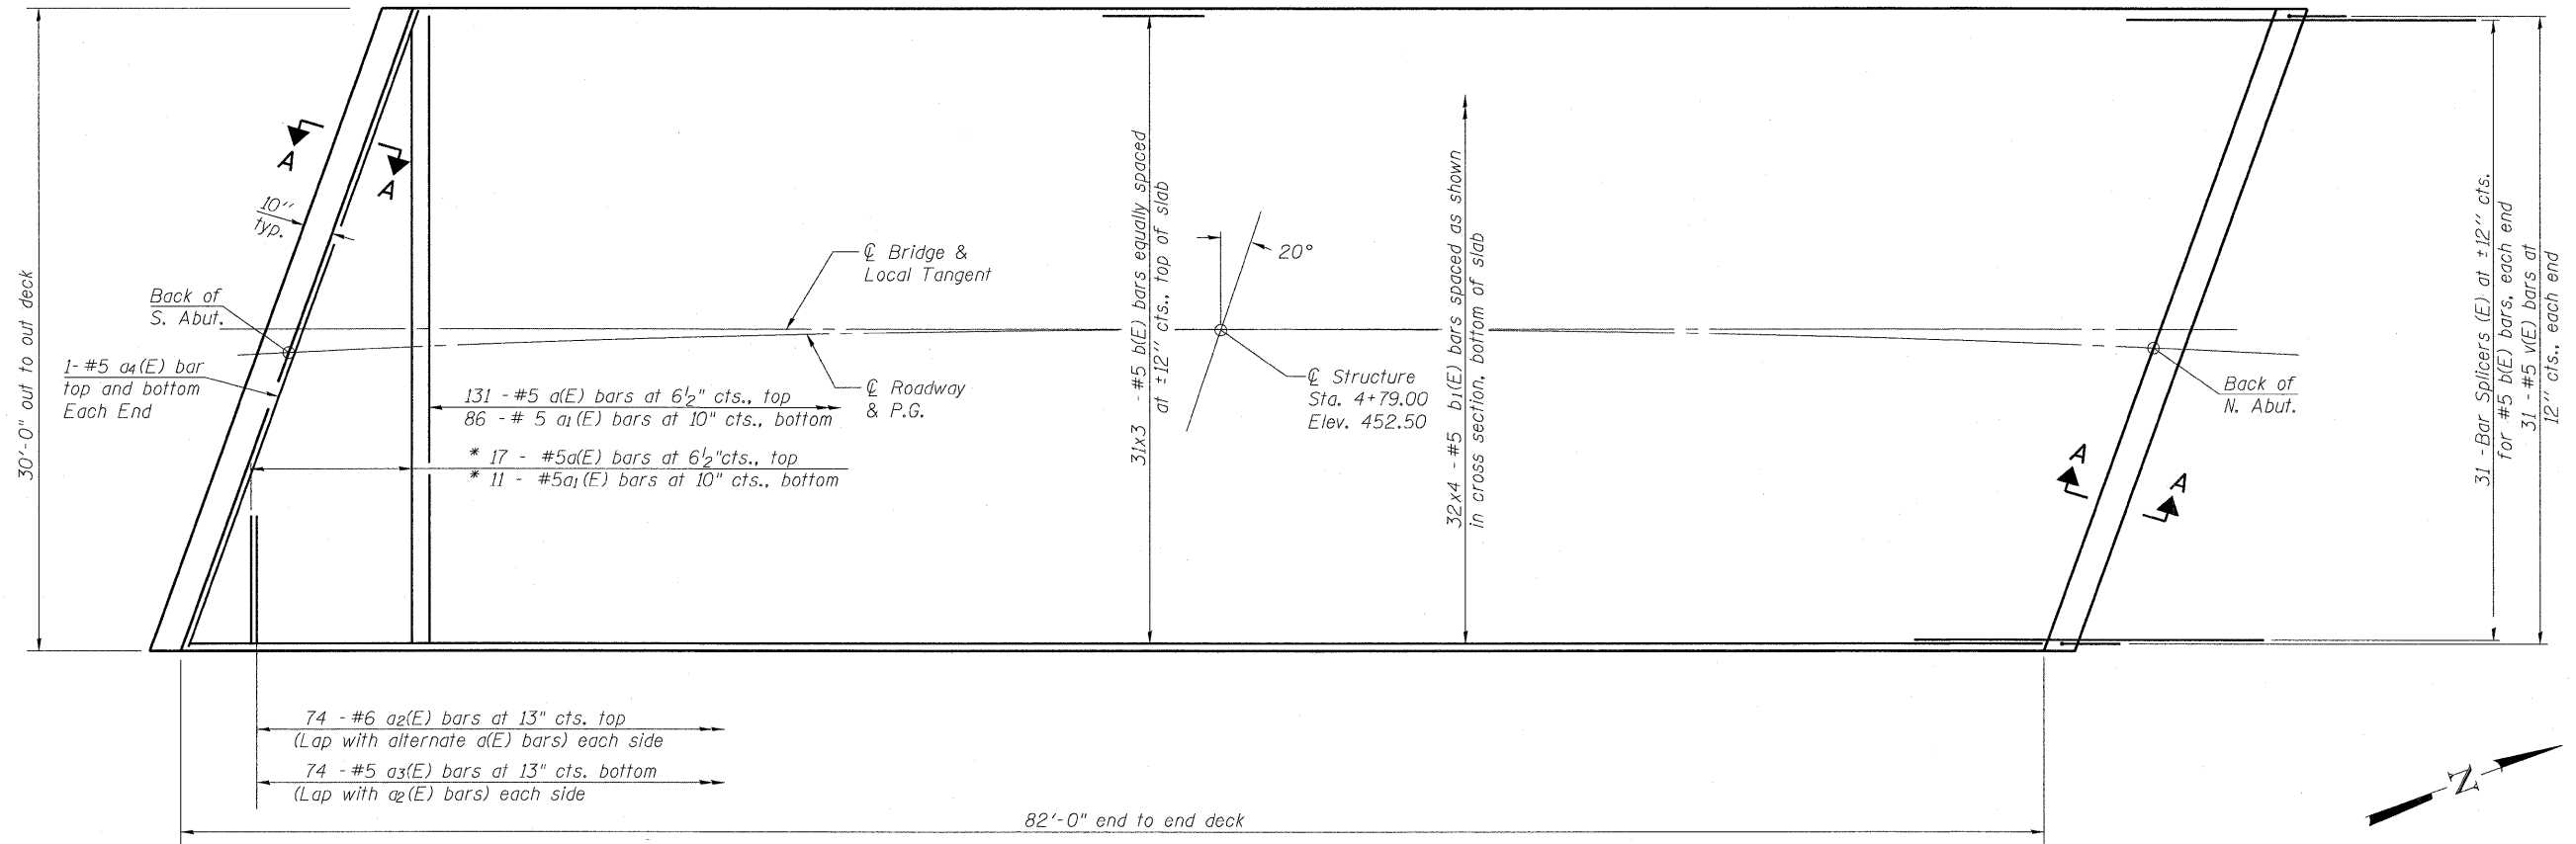 30'-0" out to out deck
A
A
10"
typ.
Back of
S. Abut.
1- #5 a4(E) bar
top and bottom
Each End
℄ Bridge &
Local Tangent
℄ Roadway
& P.G.
131 - #5 a(E) bars at 6½" cts., top
86 - # 5 a1(E) bars at 10" cts., bottom
* 17 - #5a(E) bars at 6½"cts., top
* 11 - #5a1(E) bars at 10" cts., bottom
31x3 - #5 b(E) bars equally spaced
at ±12" cts., top of slab
20°
℄ Structure
Sta. 4+79.00
Elev. 452.50
32x4 - #5 b1(E) bars spaced as shown
in cross section, bottom of slab
Back of
N. Abut.
A
A
31 -Bar Splicers (E) at ±12" cts.
for #5 b(E) bars, each end
31 - #5 v(E) bars at
12" cts., each end
74 - #6 a2(E) bars at 13" cts. top
(Lap with alternate a(E) bars) each side
74 - #5 a3(E) bars at 13" cts. bottom
(Lap with a2(E) bars) each side
82'-0" end to end deck
N